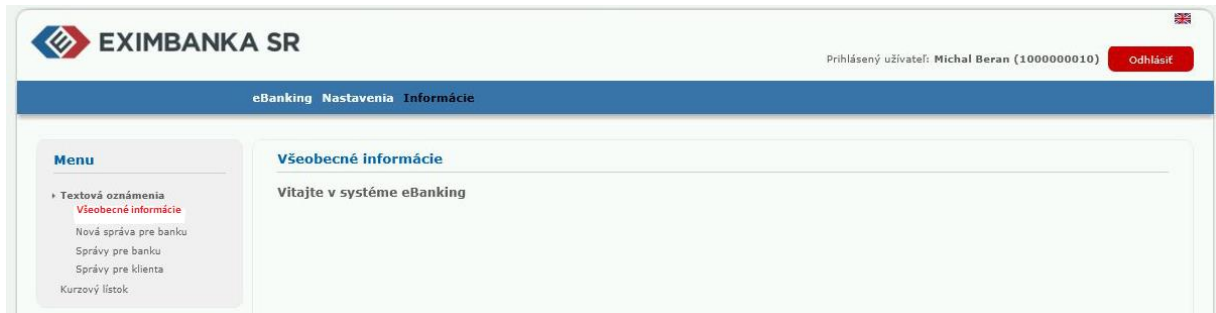 EXIMBANKA SR
Prihlásený užívateľ: Michal Beran (1000000010) Odhlásiť
eBanking Nastavenia Informácie
Menu
Textová oznámenia
Všeobecné informácie
Nová správa pre banku
Správy pre banku
Správy pre klienta
Kurzový lístok
Všeobecné informácie
Vitajte v systéme eBanking